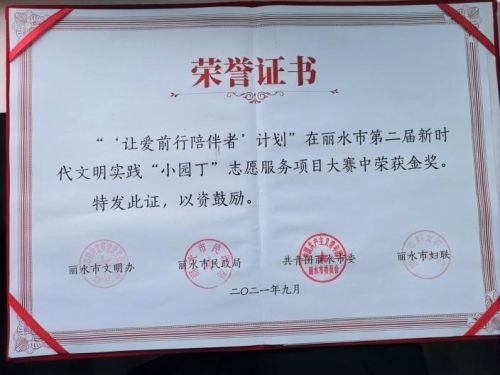 荣誉证书
“‘让爱前行陪伴者’计划”在丽水市第二届新时
代文明实践“小园丁”志愿服务项目大赛中荣获金奖。
特发此证，以资鼓励。
丽水市文明办 丽水市民政局 共青团丽水市委 丽水市妇联
二〇二一年九月